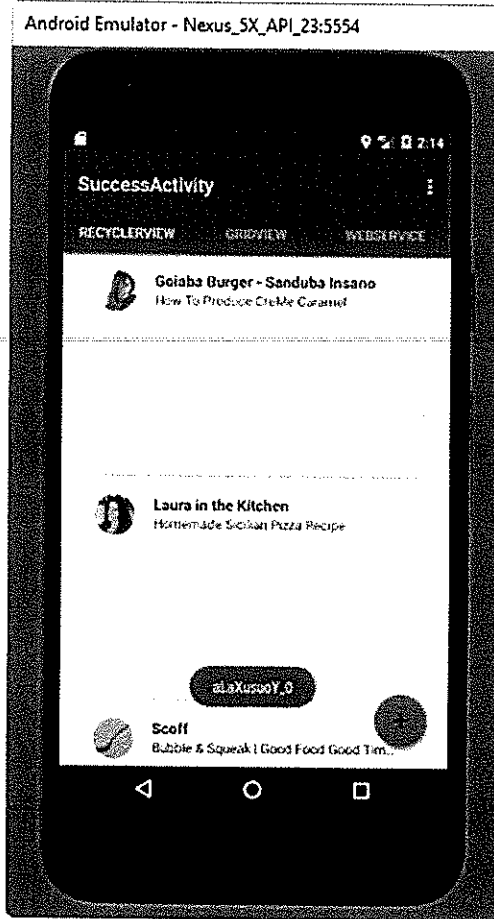 Android Emulator - Nexus_5X_API_23:5554
2:14
SuccessActivity
RECYCLERVIEW GRIDVIEW WEBSERVICE
Goiaba Burger - Sanduba Insano
How To Produce CreMe Caramel
Laura in the Kitchen
Homemade Sicilian Pizza Recipe
aLaXusuoY_0
Scoff
Bubble & Squeak | Good Food Good Tim...